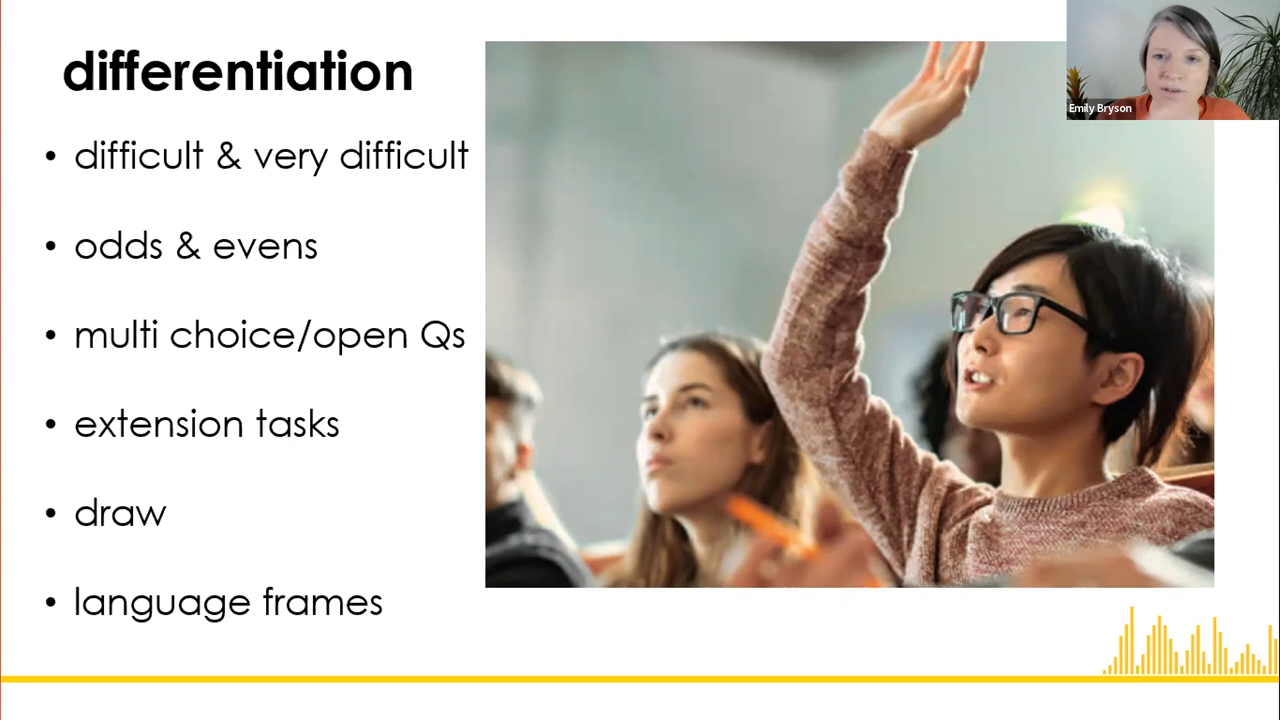 differentiation
• difficult & very difficult
• odds & evens
• multi choice/open Qs
• extension tasks
• draw
• language frames
Emily Bryson